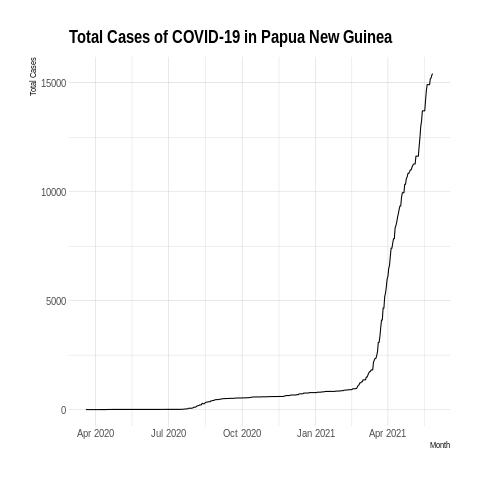 Total Cases of COVID-19 in Papua New Guinea
Total Cases
15000
10000
5000
0
Apr 2020 Jul 2020 Oct 2020 Jan 2021 Apr 2021
Month